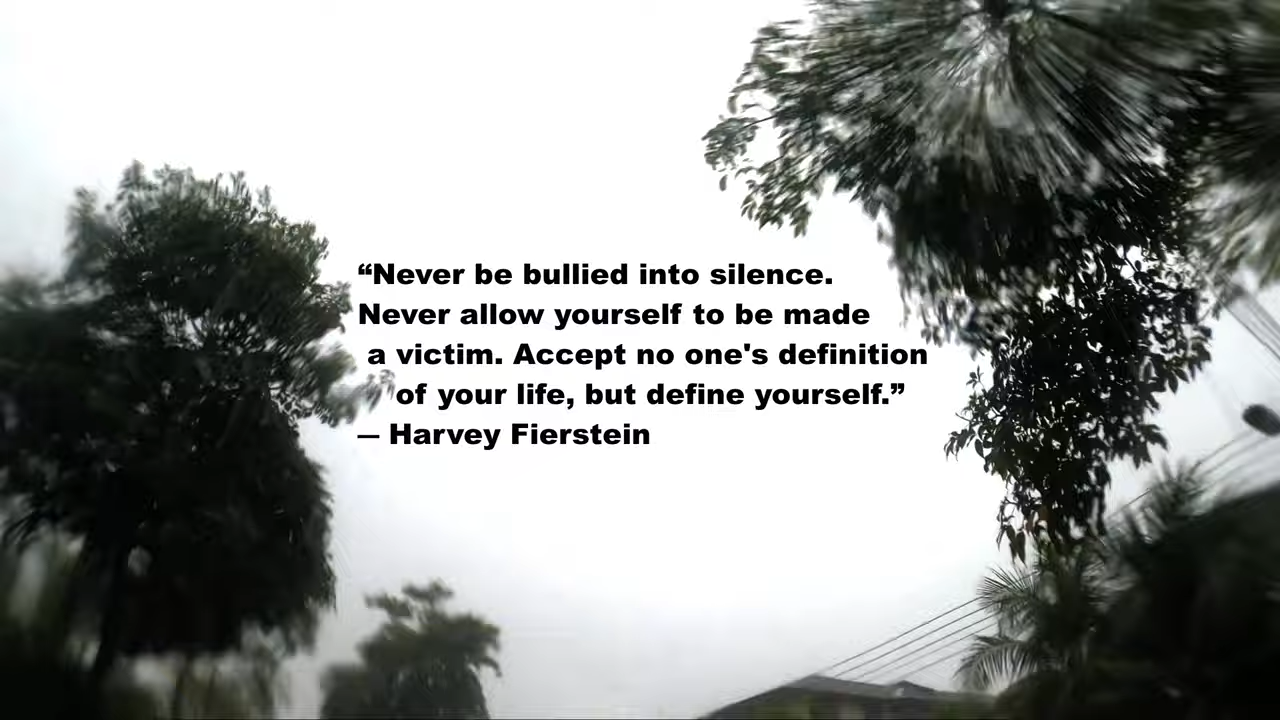 “Never be bullied into silence.
Never allow yourself to be made
a victim. Accept no one's definition
of your life, but define yourself.”
— Harvey Fierstein